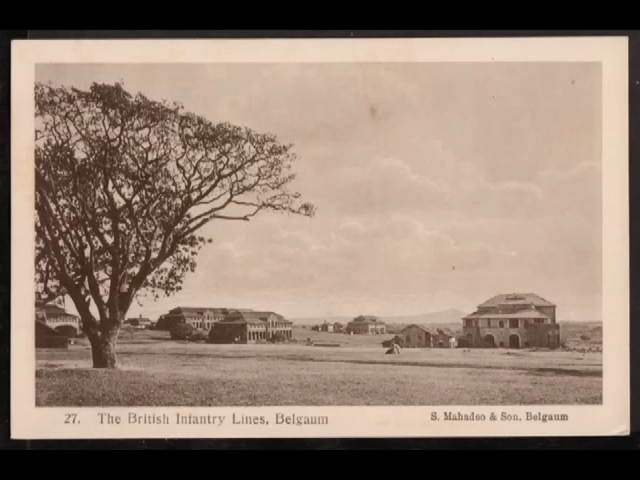 27. The British Infantry Lines, Belgaum
S. Mahadeo & Son, Belgaum